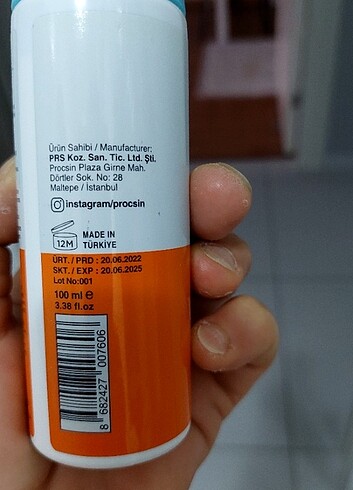 Ürün Sahibi / Manufacturer:
PRS Koz. San. Tic. Ltd. Şti.
Procsin Plaza Girne Mah.
Dörtler Sok. No: 28
Maltepe / İstanbul
instagram/procsin
12M
MADE IN
TÜRKİYE
ÜRT. / PRD : 20.06.2022
SKT. / EXP : 20.06.2025
Lot No:001
100 ml e
3.38 fl.oz
8 682427 007606